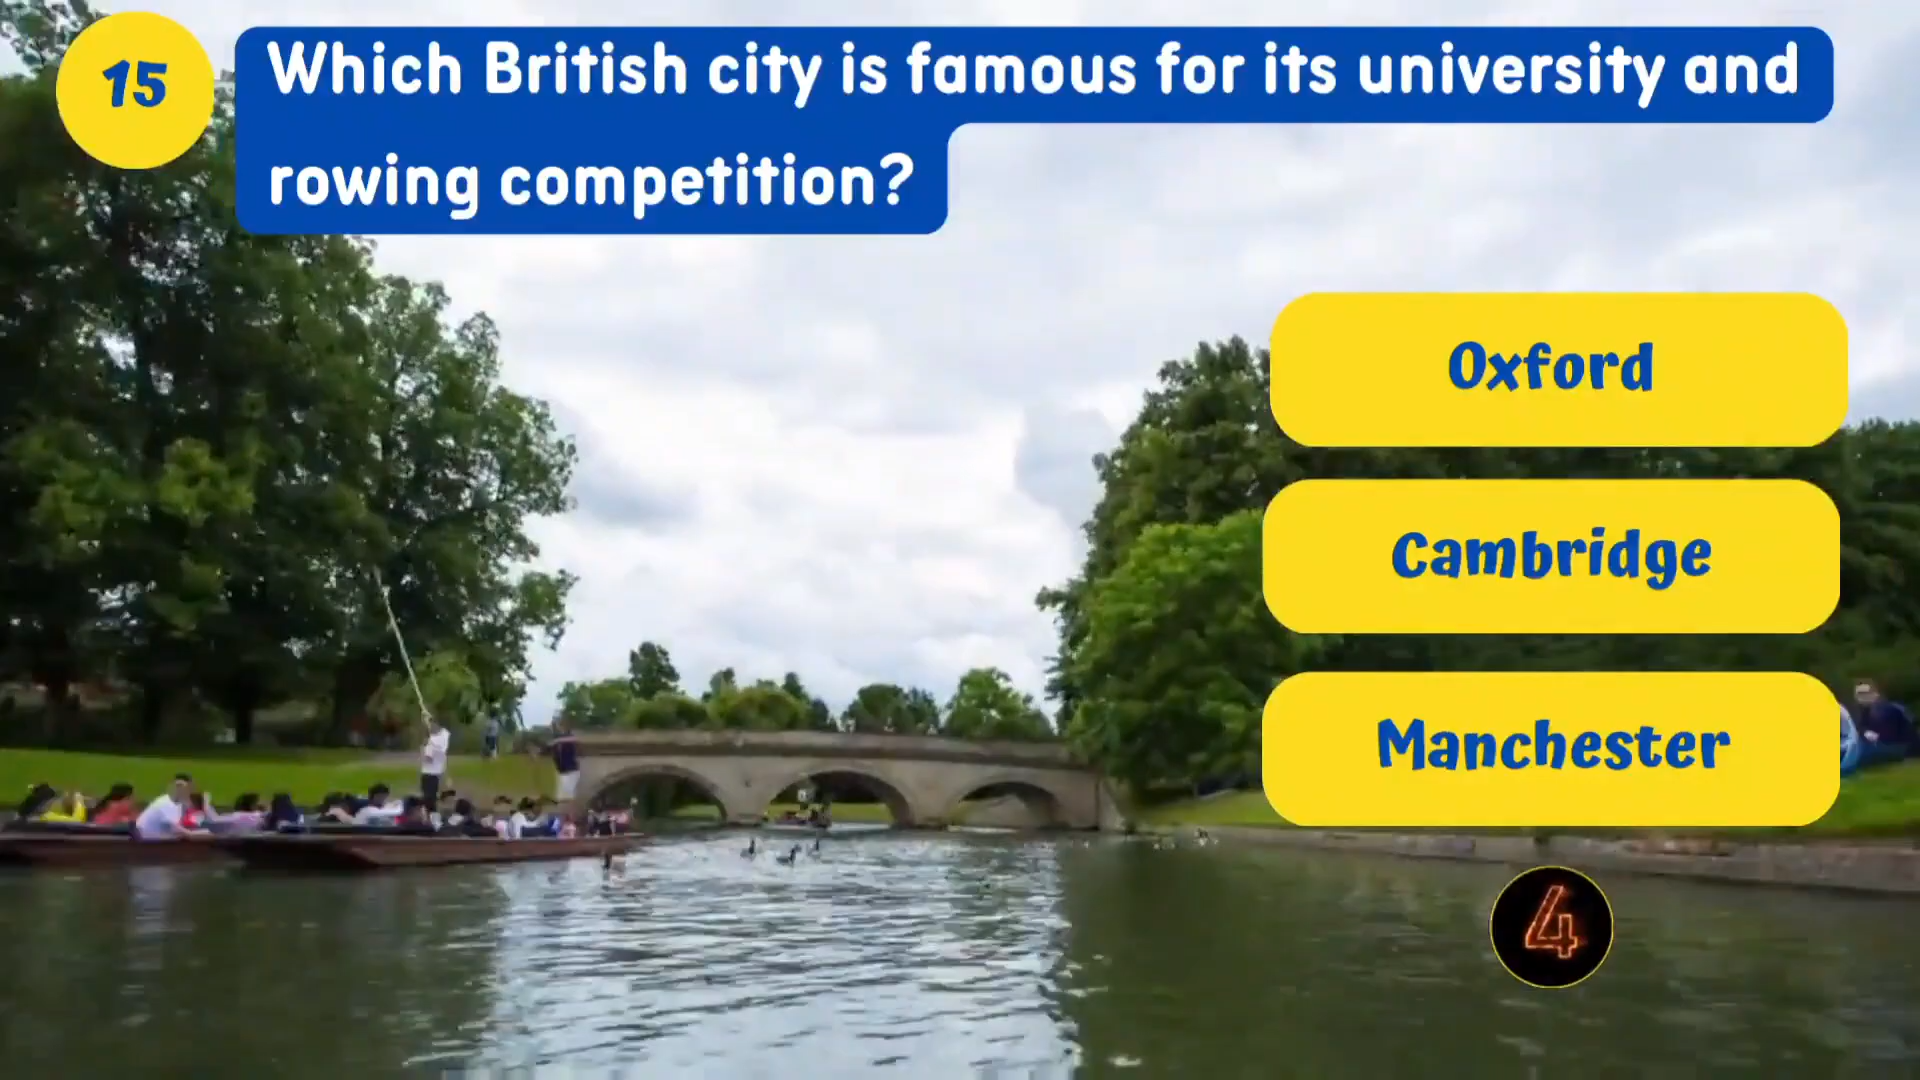 15
Which British city is famous for its university and
rowing competition?
Oxford
Cambridge
Manchester
4